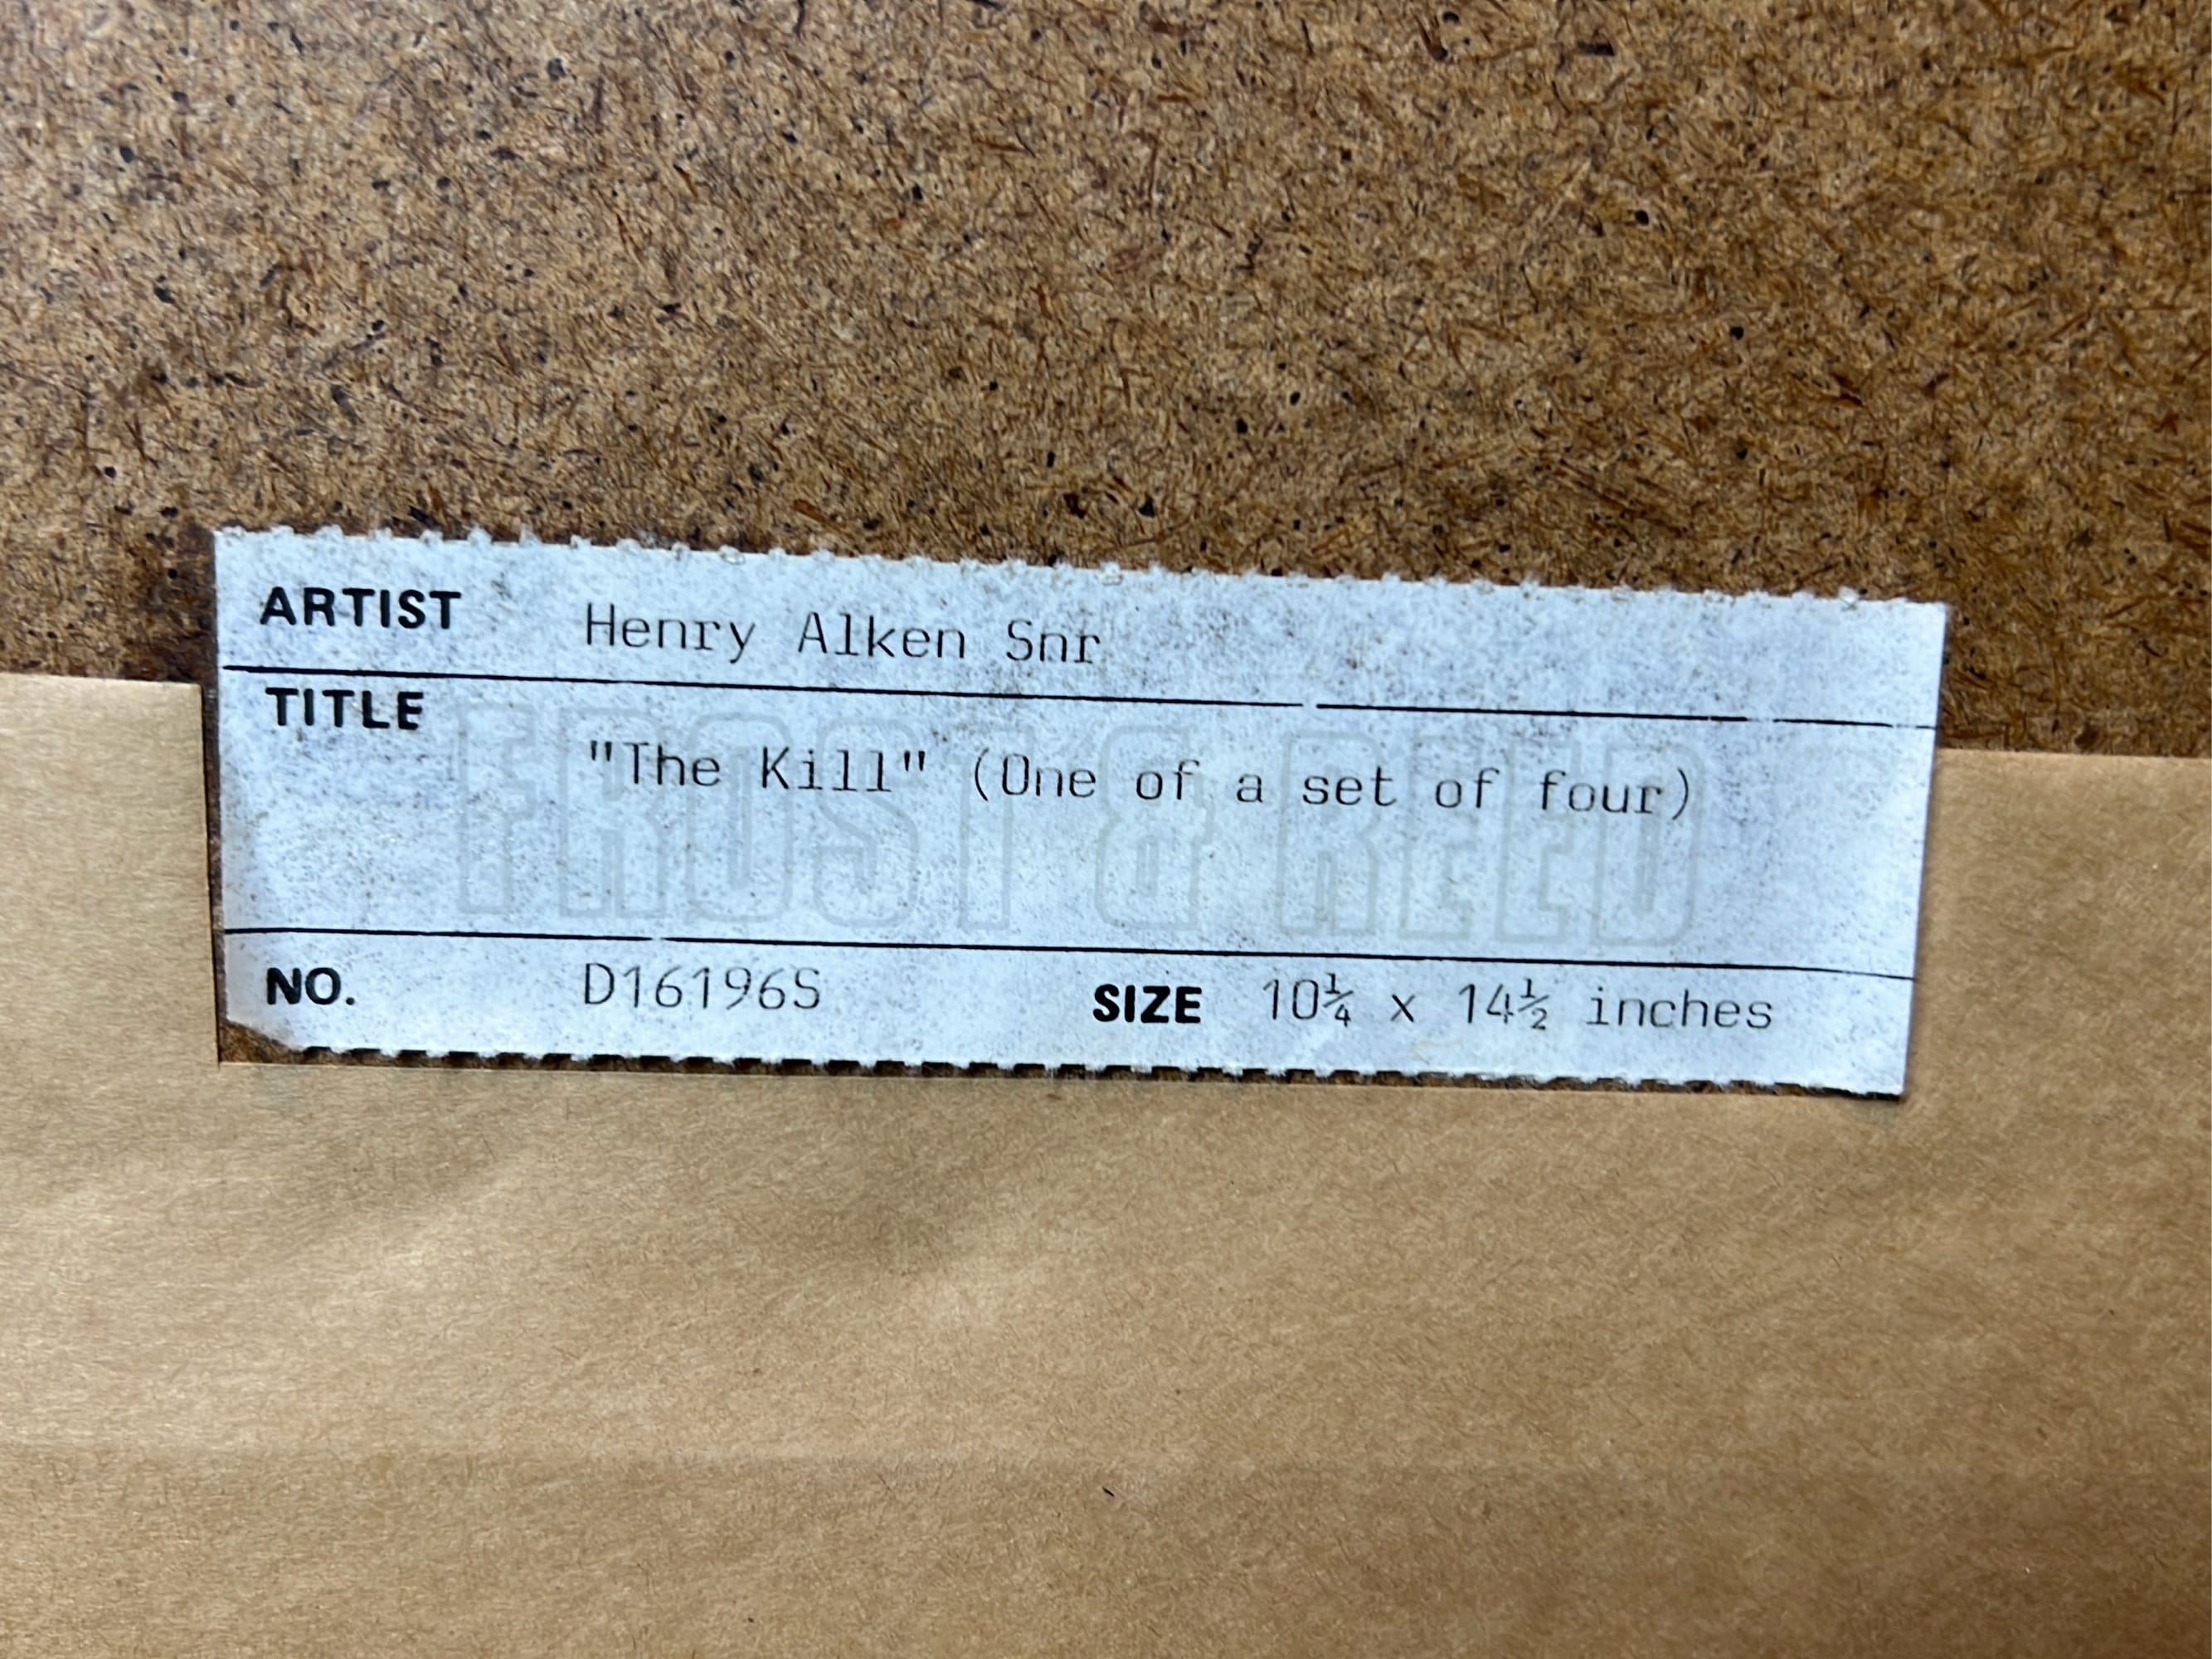 ARTIST Henry Alken Snr
TITLE
"The Kill" (One of a set of four)
FROST & REED
NO. D16196S SIZE 10¼ x 14½ inches